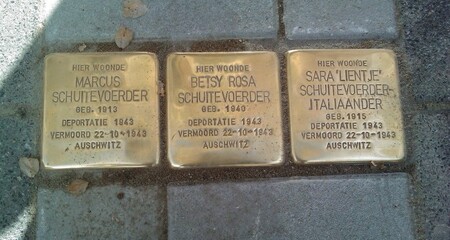 HIER WOONDE
MARCUS
SCHUITEVOERDER
GEB. 1913
DEPORTATIE 1943
VERMOORD 22-10-1943
AUSCHWITZ
HIER WOONDE
BETSY ROSA
SCHUITEVOERDER
GEB. 1940
DEPORTATIE 1943
VERMOORD 22-10-1943
AUSCHWITZ
HIER WOONDE
SARA 'LIENTJE'
SCHUITEVOERDER-
JTALIAANDER
GEB. 1915
DEPORTATIE 1943
VERMOORD 22-10-1943
AUSCHWITZ